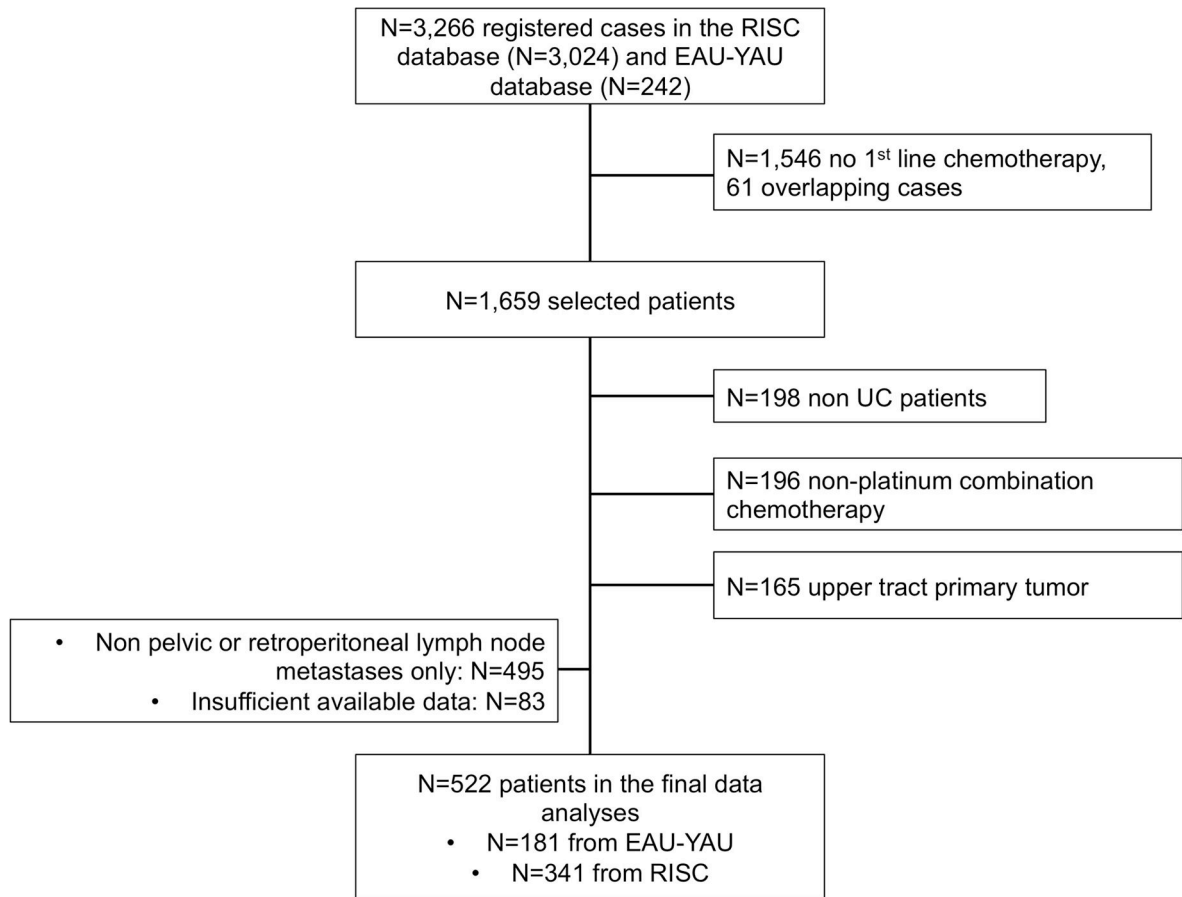 N=3,266 registered cases in the RISC
database (N=3,024) and EAU-YAU
database (N=242)
N=1,546 no 1st line chemotherapy,
61 overlapping cases
N=1,659 selected patients
N=198 non UC patients
N=196 non-platinum combination
chemotherapy
N=165 upper tract primary tumor
• Non pelvic or retroperitoneal lymph node
metastases only: N=495
• Insufficient available data: N=83
N=522 patients in the final data
analyses
• N=181 from EAU-YAU
• N=341 from RISC